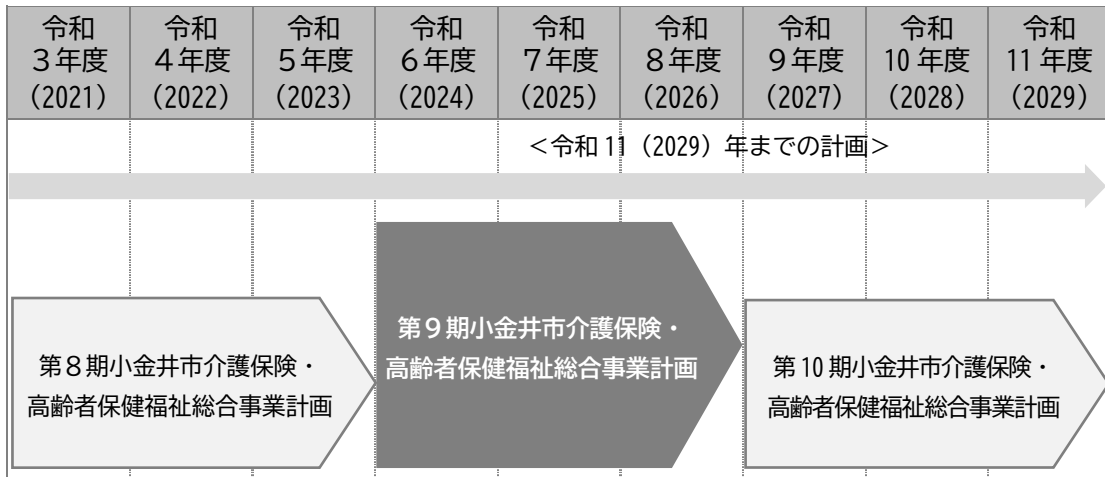 令和
３年度
（2021）
令和
４年度
（2022）
令和
５年度
（2023）
令和
６年度
（2024）
令和
７年度
（2025）
令和
８年度
（2026）
令和
９年度
（2027）
令和
10 年度
（2028）
令和
11 年度
（2029）
＜令和 11（2029）年までの計画＞
第８期小金井市介護保険・
高齢者保健福祉総合事業計画
第９期小金井市介護保険・
高齢者保健福祉総合事業計画
第 10 期小金井市介護保険・
高齢者保健福祉総合事業計画